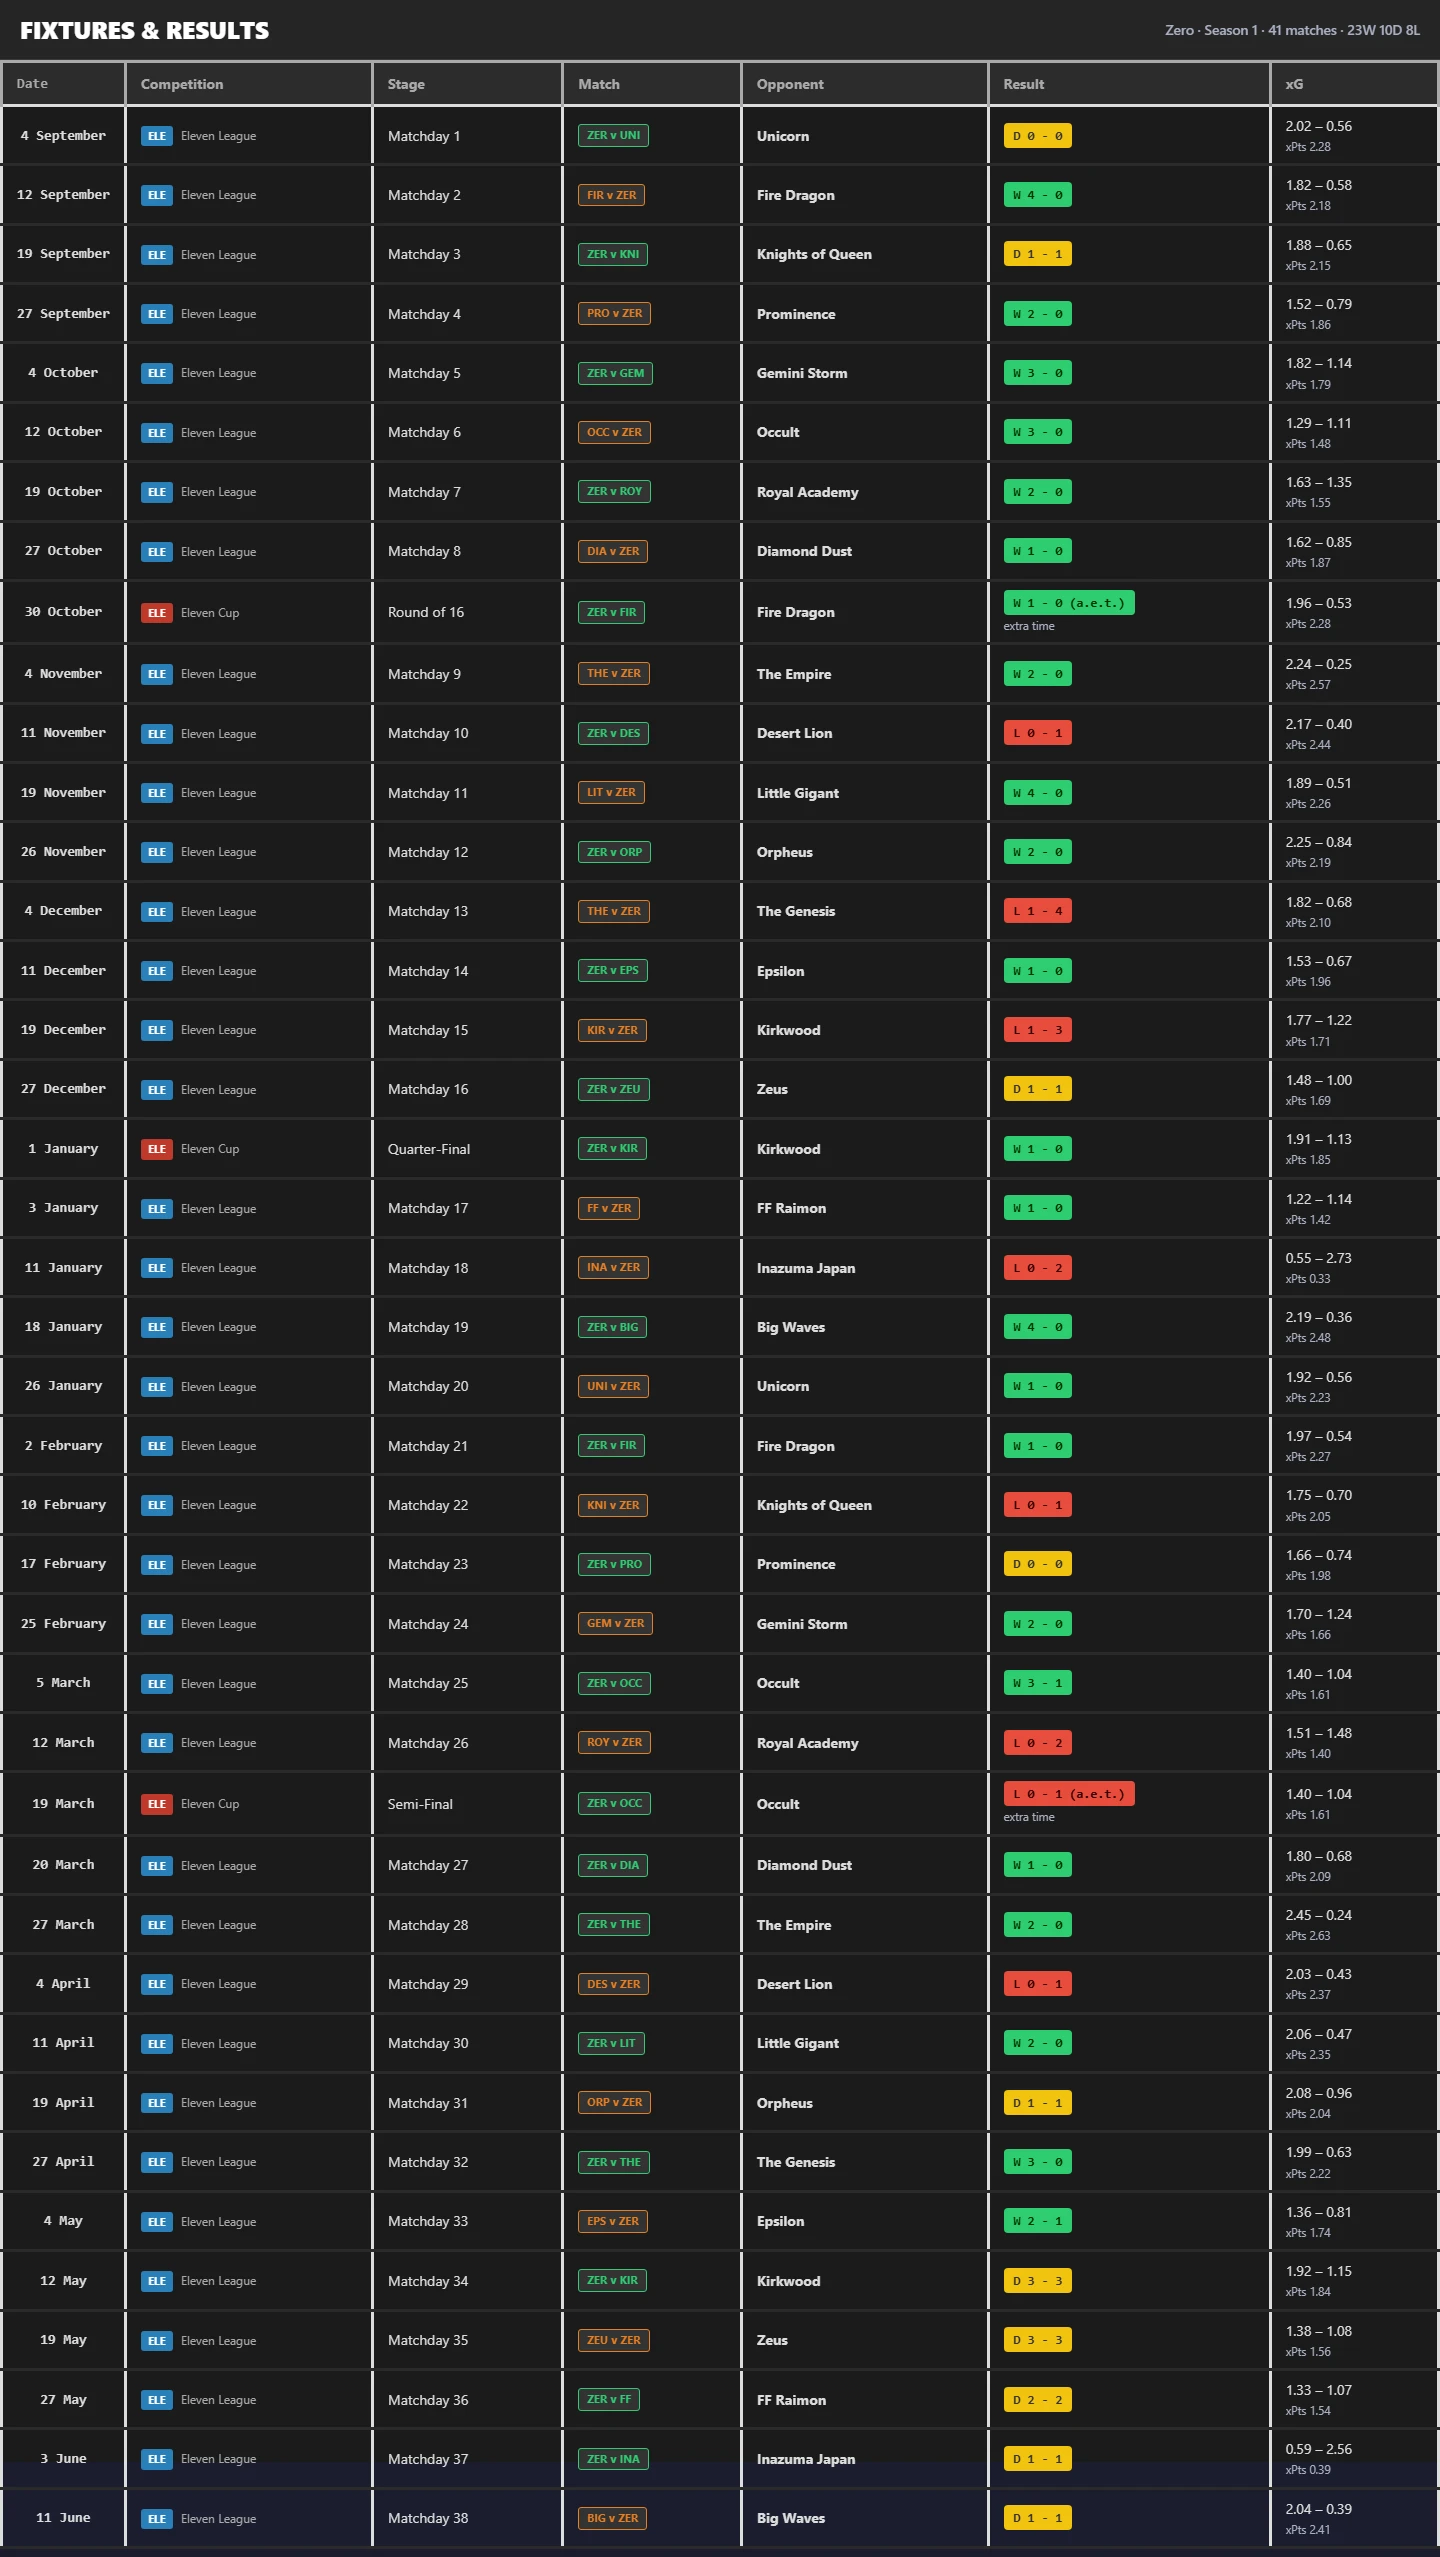 FIXTURES & RESULTS
Zero · Season 1 · 41 matches · 23W 10D 8L
Date Competition Stage Match Opponent Result xG
4 September ELE Eleven League Matchday 1 ZER v UNI Unicorn D 0 - 0 2.02 – 0.56
xPts 2.28
12 September ELE Eleven League Matchday 2 FIR v ZER Fire Dragon W 4 - 0 1.82 – 0.58
xPts 2.18
19 September ELE Eleven League Matchday 3 ZER v KNI Knights of Queen D 1 - 1 1.88 – 0.65
xPts 2.15
27 September ELE Eleven League Matchday 4 PRO v ZER Prominence W 2 - 0 1.52 – 0.79
xPts 1.86
4 October ELE Eleven League Matchday 5 ZER v GEM Gemini Storm W 3 - 0 1.82 – 1.14
xPts 1.79
12 October ELE Eleven League Matchday 6 OCC v ZER Occult W 3 - 0 1.29 – 1.11
xPts 1.48
19 October ELE Eleven League Matchday 7 ZER v ROY Royal Academy W 2 - 0 1.63 – 1.35
xPts 1.55
27 October ELE Eleven League Matchday 8 DIA v ZER Diamond Dust W 1 - 0 1.62 – 0.85
xPts 1.87
30 October ELE Eleven Cup Round of 16 ZER v FIR Fire Dragon W 1 - 0 (a.e.t.) 1.96 – 0.53
extra time xPts 2.28
4 November ELE Eleven League Matchday 9 THE v ZER The Empire W 2 - 0 2.24 – 0.25
xPts 2.57
11 November ELE Eleven League Matchday 10 ZER v DES Desert Lion L 0 - 1 2.17 – 0.40
xPts 2.44
19 November ELE Eleven League Matchday 11 LIT v ZER Little Gigant W 4 - 0 1.89 – 0.51
xPts 2.26
26 November ELE Eleven League Matchday 12 ZER v ORP Orpheus W 2 - 0 2.25 – 0.84
xPts 2.19
4 December ELE Eleven League Matchday 13 THE v ZER The Genesis L 1 - 4 1.82 – 0.68
xPts 2.10
11 December ELE Eleven League Matchday 14 ZER v EPS Epsilon W 1 - 0 1.53 – 0.67
xPts 1.96
19 December ELE Eleven League Matchday 15 KIR v ZER Kirkwood L 1 - 3 1.77 – 1.22
xPts 1.71
27 December ELE Eleven League Matchday 16 ZER v ZEU Zeus D 1 - 1 1.48 – 1.00
xPts 1.69
1 January ELE Eleven Cup Quarter-Final ZER v KIR Kirkwood W 1 - 0 1.91 – 1.13
xPts 1.85
3 January ELE Eleven League Matchday 17 FF v ZER FF Raimon W 1 - 0 1.22 – 1.14
xPts 1.42
11 January ELE Eleven League Matchday 18 INA v ZER Inazuma Japan L 0 - 2 0.55 – 2.73
xPts 0.33
18 January ELE Eleven League Matchday 19 ZER v BIG Big Waves W 4 - 0 2.19 – 0.36
xPts 2.48
26 January ELE Eleven League Matchday 20 UNI v ZER Unicorn W 1 - 0 1.92 – 0.56
xPts 2.23
2 February ELE Eleven League Matchday 21 ZER v FIR Fire Dragon W 1 - 0 1.97 – 0.54
xPts 2.27
10 February ELE Eleven League Matchday 22 KNI v ZER Knights of Queen L 0 - 1 1.75 – 0.70
xPts 2.05
17 February ELE Eleven League Matchday 23 ZER v PRO Prominence D 0 - 0 1.66 – 0.74
xPts 1.98
25 February ELE Eleven League Matchday 24 GEM v ZER Gemini Storm W 2 - 0 1.70 – 1.24
xPts 1.66
5 March ELE Eleven League Matchday 25 ZER v OCC Occult W 3 - 1 1.40 – 1.04
xPts 1.61
12 March ELE Eleven League Matchday 26 ROY v ZER Royal Academy L 0 - 2 1.51 – 1.48
xPts 1.40
19 March ELE Eleven Cup Semi-Final ZER v OCC Occult L 0 - 1 (a.e.t.) 1.40 – 1.04
extra time xPts 1.61
20 March ELE Eleven League Matchday 27 ZER v DIA Diamond Dust W 1 - 0 1.80 – 0.68
xPts 2.09
27 March ELE Eleven League Matchday 28 ZER v THE The Empire W 2 - 0 2.45 – 0.24
xPts 2.63
4 April ELE Eleven League Matchday 29 DES v ZER Desert Lion L 0 - 1 2.03 – 0.43
xPts 2.37
11 April ELE Eleven League Matchday 30 ZER v LIT Little Gigant W 2 - 0 2.06 – 0.47
xPts 2.35
19 April ELE Eleven League Matchday 31 ORP v ZER Orpheus D 1 - 1 2.08 – 0.96
xPts 2.04
27 April ELE Eleven League Matchday 32 ZER v THE The Genesis W 3 - 0 1.99 – 0.63
xPts 2.22
4 May ELE Eleven League Matchday 33 EPS v ZER Epsilon W 2 - 1 1.36 – 0.81
xPts 1.74
12 May ELE Eleven League Matchday 34 ZER v KIR Kirkwood D 3 - 3 1.92 – 1.15
xPts 1.84
19 May ELE Eleven League Matchday 35 ZEU v ZER Zeus D 3 - 3 1.38 – 1.08
xPts 1.56
27 May ELE Eleven League Matchday 36 ZER v FF FF Raimon D 2 - 2 1.33 – 1.07
xPts 1.54
3 June ELE Eleven League Matchday 37 ZER v INA Inazuma Japan D 1 - 1 0.59 – 2.56
xPts 0.39
11 June ELE Eleven League Matchday 38 BIG v ZER Big Waves D 1 - 1 2.04 – 0.39
xPts 2.41